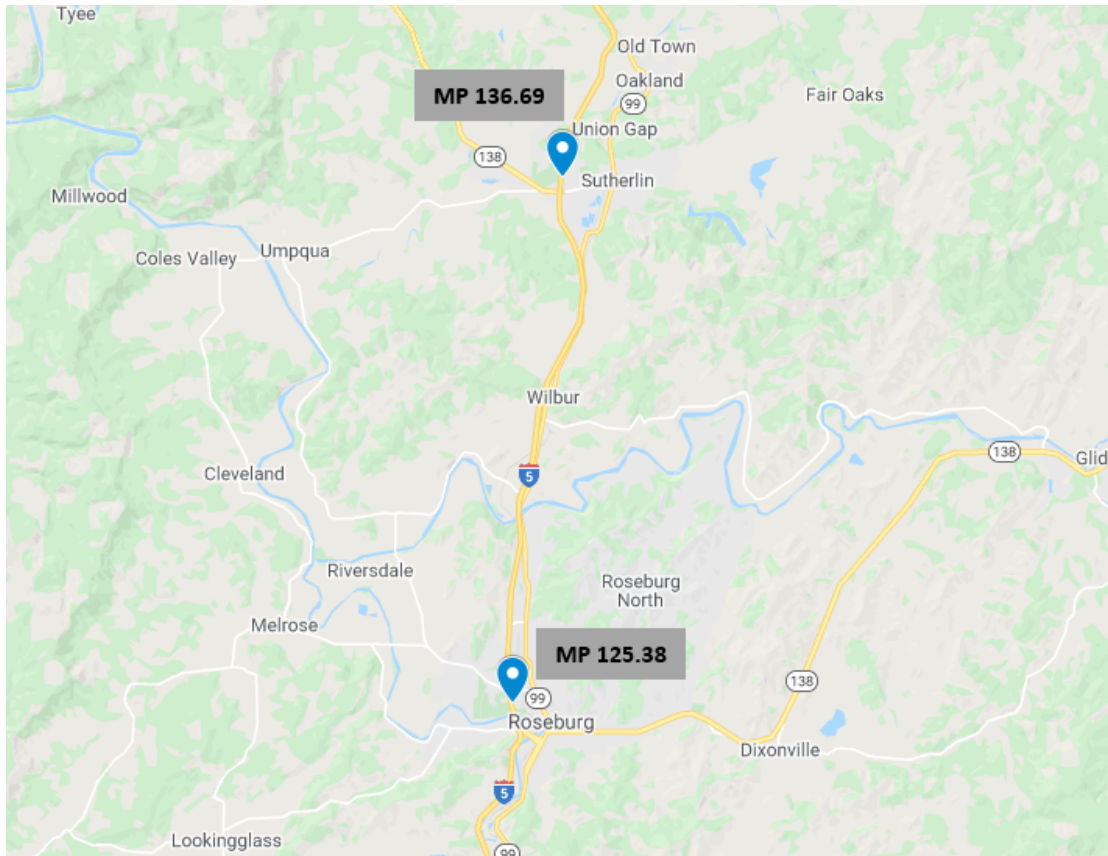 Tyee
Old Town
Oakland
MP 136.69
99
Fair Oaks
Union Gap
138
Sutherlin
Millwood
Umpqua
Coles Valley
Wilbur
138
Glid
Cleveland
5
Riversdale
Roseburg
North
Melrose
MP 125.38
138
99
Roseburg
Dixonville
5
Lookingglass
99